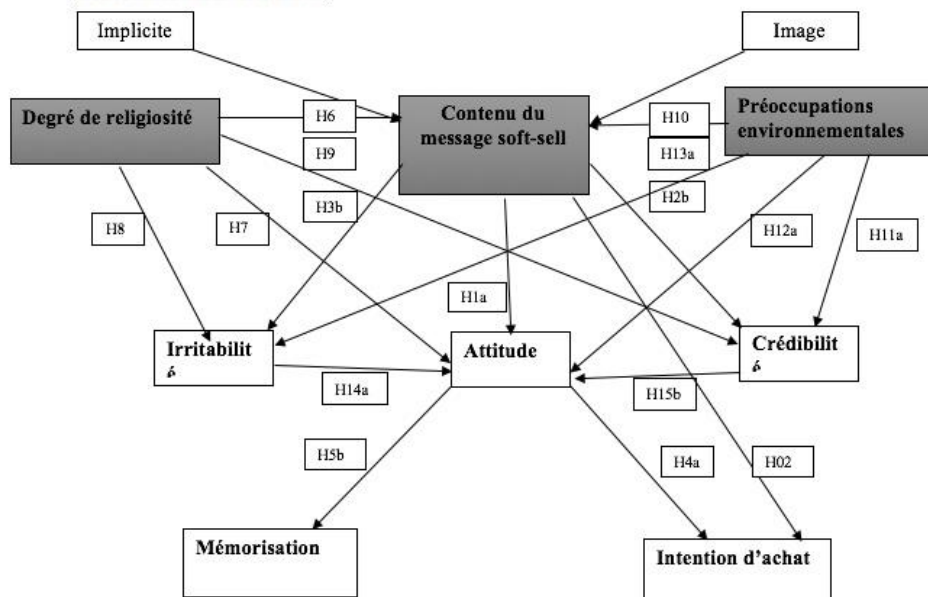 Implicite
Image
Degré de religiosité
H6
Contenu du
message soft-sell
H10
Préoccupations
environnementales
H9
H13a
H3b
H2b
H8
H7
H12a
H11a
H1a
Irritabilit
Attitude
Crédibilit
H14a
H15b
H5b
H4a
H02
Mémorisation
Intention d'achat